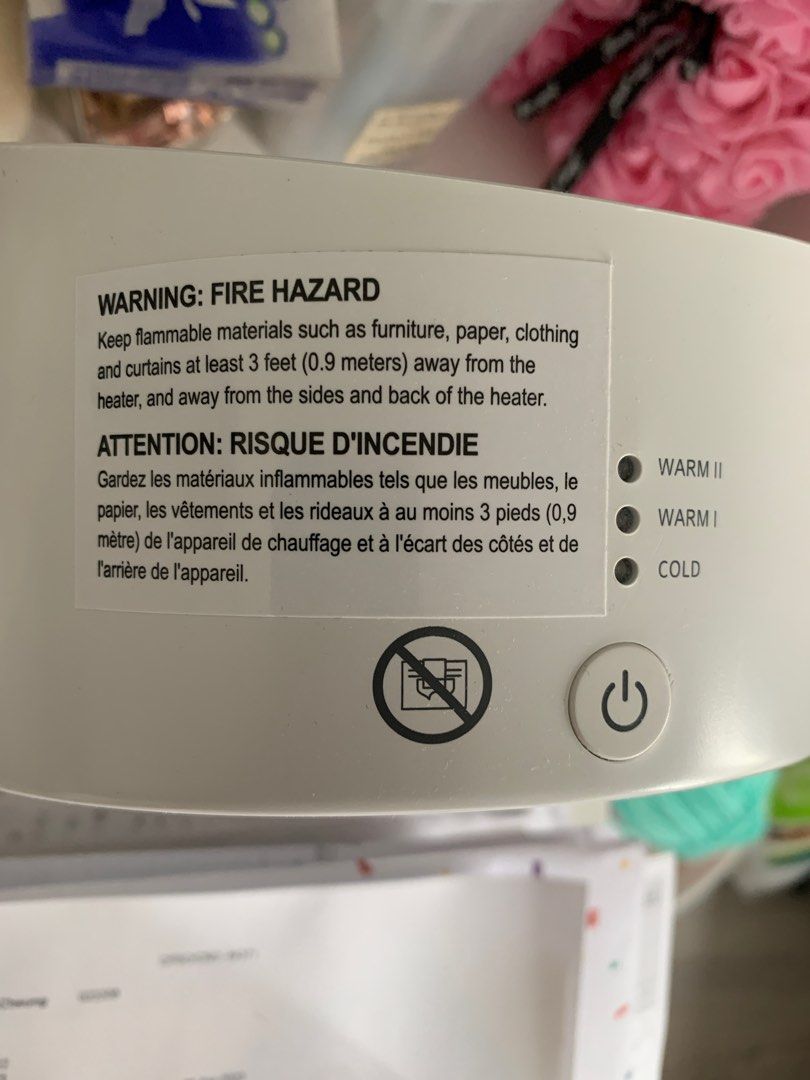 WARNING: FIRE HAZARD
Keep flammable materials such as furniture, paper, clothing
and curtains at least 3 feet (0.9 meters) away from the
heater, and away from the sides and back of the heater.
ATTENTION: RISQUE D'INCENDIE
Gardez les matériaux inflammables tels que les meubles, le
papier, les vêtements et les rideaux à au moins 3 pieds (0,9
mètre) de l'appareil de chauffage et à l'écart des côtés et de
l'arrière de l'appareil.
WARM II
WARM I
COLD